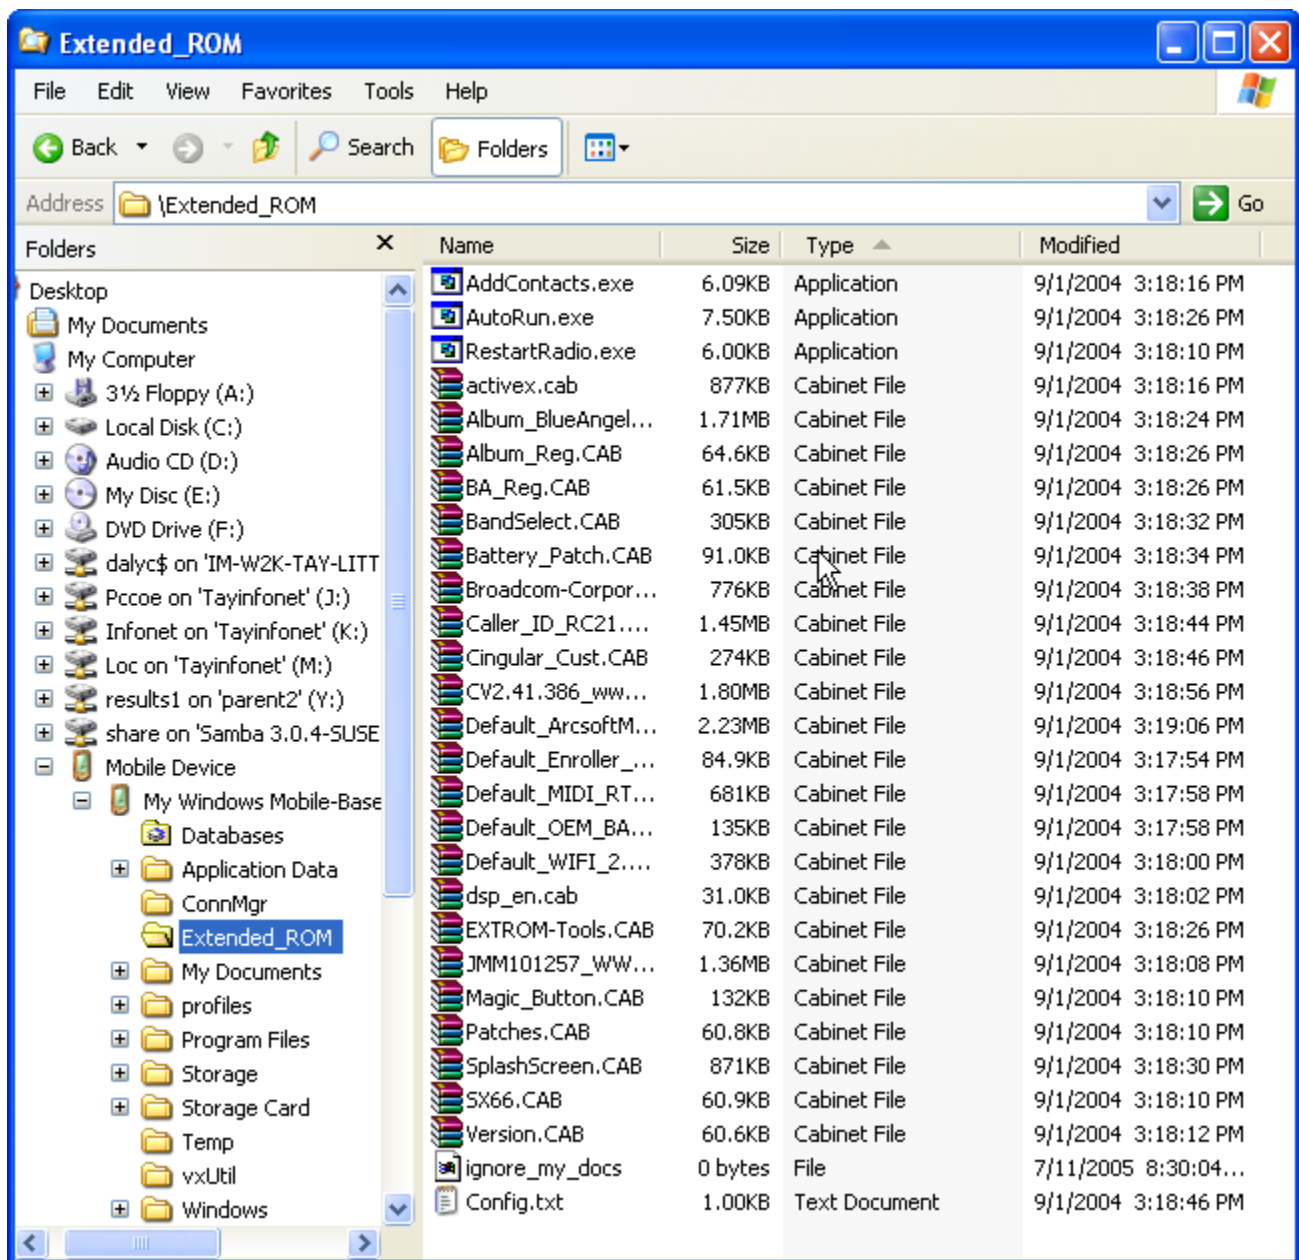 Extended_ROM
File Edit View Favorites Tools Help
Back Search Folders
Address \Extended_ROM Go
Folders
Desktop
My Documents
My Computer
3½ Floppy (A:)
Local Disk (C:)
Audio CD (D:)
My Disc (E:)
DVD Drive (F:)
dalyc$ on 'IM-W2K-TAY-LITT
Pccoe on 'Tayinfonet' (J:)
Infonet on 'Tayinfonet' (K:)
Loc on 'Tayinfonet' (M:)
results1 on 'parent2' (Y:)
share on 'Samba 3.0.4-SUSE
Mobile Device
My Windows Mobile-Base
Databases
Application Data
ConnMgr
Extended_ROM
My Documents
profiles
Program Files
Storage
Storage Card
Temp
vxUtil
Windows
Name Size Type Modified
AddContacts.exe 6.09KB Application 9/1/2004 3:18:16 PM
AutoRun.exe 7.50KB Application 9/1/2004 3:18:26 PM
RestartRadio.exe 6.00KB Application 9/1/2004 3:18:10 PM
activex.cab 877KB Cabinet File 9/1/2004 3:18:16 PM
Album_BlueAngel... 1.71MB Cabinet File 9/1/2004 3:18:24 PM
Album_Reg.CAB 64.6KB Cabinet File 9/1/2004 3:18:26 PM
BA_Reg.CAB 61.5KB Cabinet File 9/1/2004 3:18:26 PM
BandSelect.CAB 305KB Cabinet File 9/1/2004 3:18:32 PM
Battery_Patch.CAB 91.0KB Cabinet File 9/1/2004 3:18:34 PM
Broadcom-Corpor... 776KB Cabinet File 9/1/2004 3:18:38 PM
Caller_ID_RC21.... 1.45MB Cabinet File 9/1/2004 3:18:44 PM
Cingular_Cust.CAB 274KB Cabinet File 9/1/2004 3:18:46 PM
CV2.41.386_ww... 1.80MB Cabinet File 9/1/2004 3:18:56 PM
Default_ArcsoftM... 2.23MB Cabinet File 9/1/2004 3:19:06 PM
Default_Enroller_... 84.9KB Cabinet File 9/1/2004 3:17:54 PM
Default_MIDI_RT... 681KB Cabinet File 9/1/2004 3:17:58 PM
Default_OEM_BA... 135KB Cabinet File 9/1/2004 3:17:58 PM
Default_WIFI_2.... 378KB Cabinet File 9/1/2004 3:18:00 PM
dsp_en.cab 31.0KB Cabinet File 9/1/2004 3:18:02 PM
EXTROM-Tools.CAB 70.2KB Cabinet File 9/1/2004 3:18:26 PM
JMM101257_WW... 1.36MB Cabinet File 9/1/2004 3:18:08 PM
Magic_Button.CAB 132KB Cabinet File 9/1/2004 3:18:10 PM
Patches.CAB 60.8KB Cabinet File 9/1/2004 3:18:10 PM
SplashScreen.CAB 871KB Cabinet File 9/1/2004 3:18:30 PM
SX66.CAB 60.9KB Cabinet File 9/1/2004 3:18:10 PM
Version.CAB 60.6KB Cabinet File 9/1/2004 3:18:12 PM
ignore_my_docs 0 bytes File 7/11/2005 8:30:04...
Config.txt 1.00KB Text Document 9/1/2004 3:18:46 PM